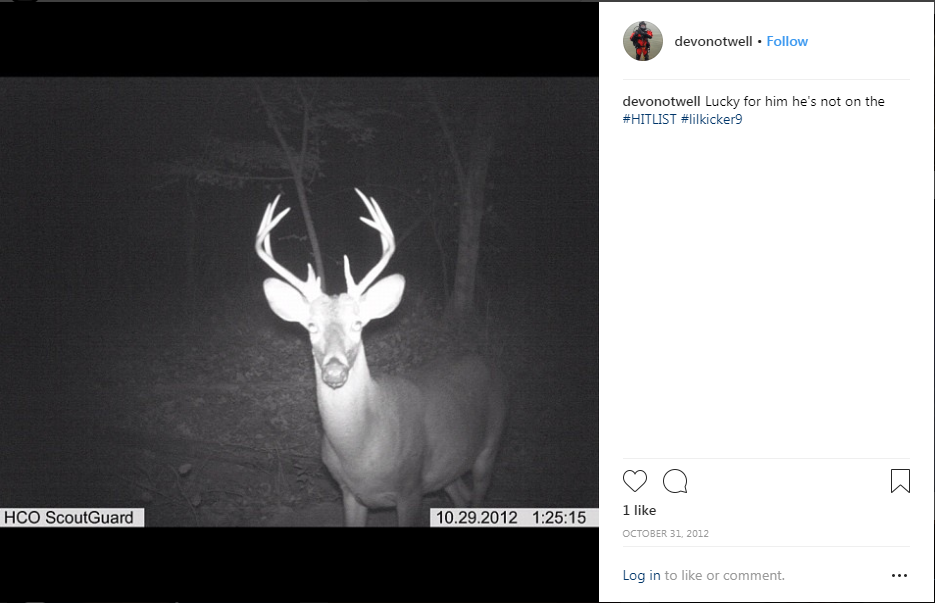 devonotwell • Follow
devonotwell Lucky for him he's not on the
#HITLIST #lilkicker9
HCO ScoutGuard
10.29.2012 1:25:15
1 like
OCTOBER 31, 2012
Log in to like or comment.